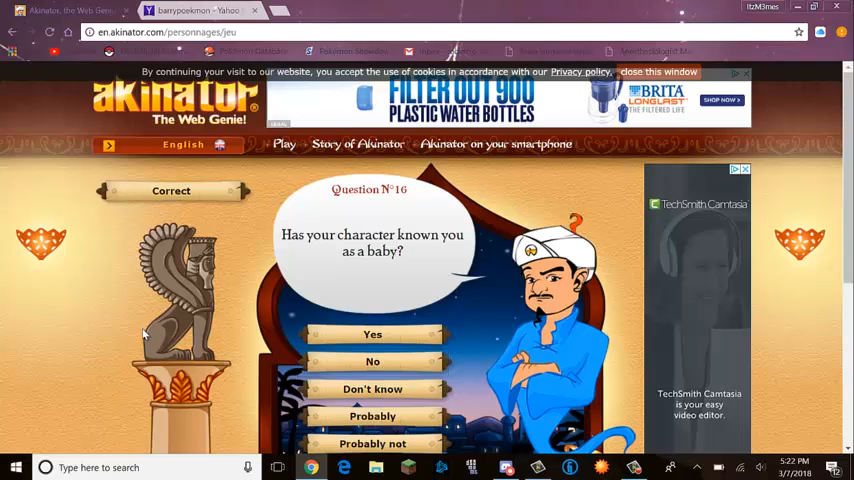 ItzM3mes
Akinator, the Web Geni
barrypoekmon - Yahoo
en.akinator.com/personnages/jeu
By continuing your visit to our website, you accept the use of cookies in accordance with our Privacy policy. close this window
akinator
The Web Genie!
FILTER OUT 900
PLASTIC WATER BOTTLES
BRITA
LONGLAST
THE FILTERED LIFE
SHOP NOW
English
Play
Story of Akinator
Akinator on your smartphone
Correct
Question N°16
Has your character known you
as a baby?
Yes
No
Don't know
Probably
Probably not
TechSmith Camtasia
TechSmith Camtasia
is your easy
video editor.
Type here to search
5:22 PM
3/7/2018